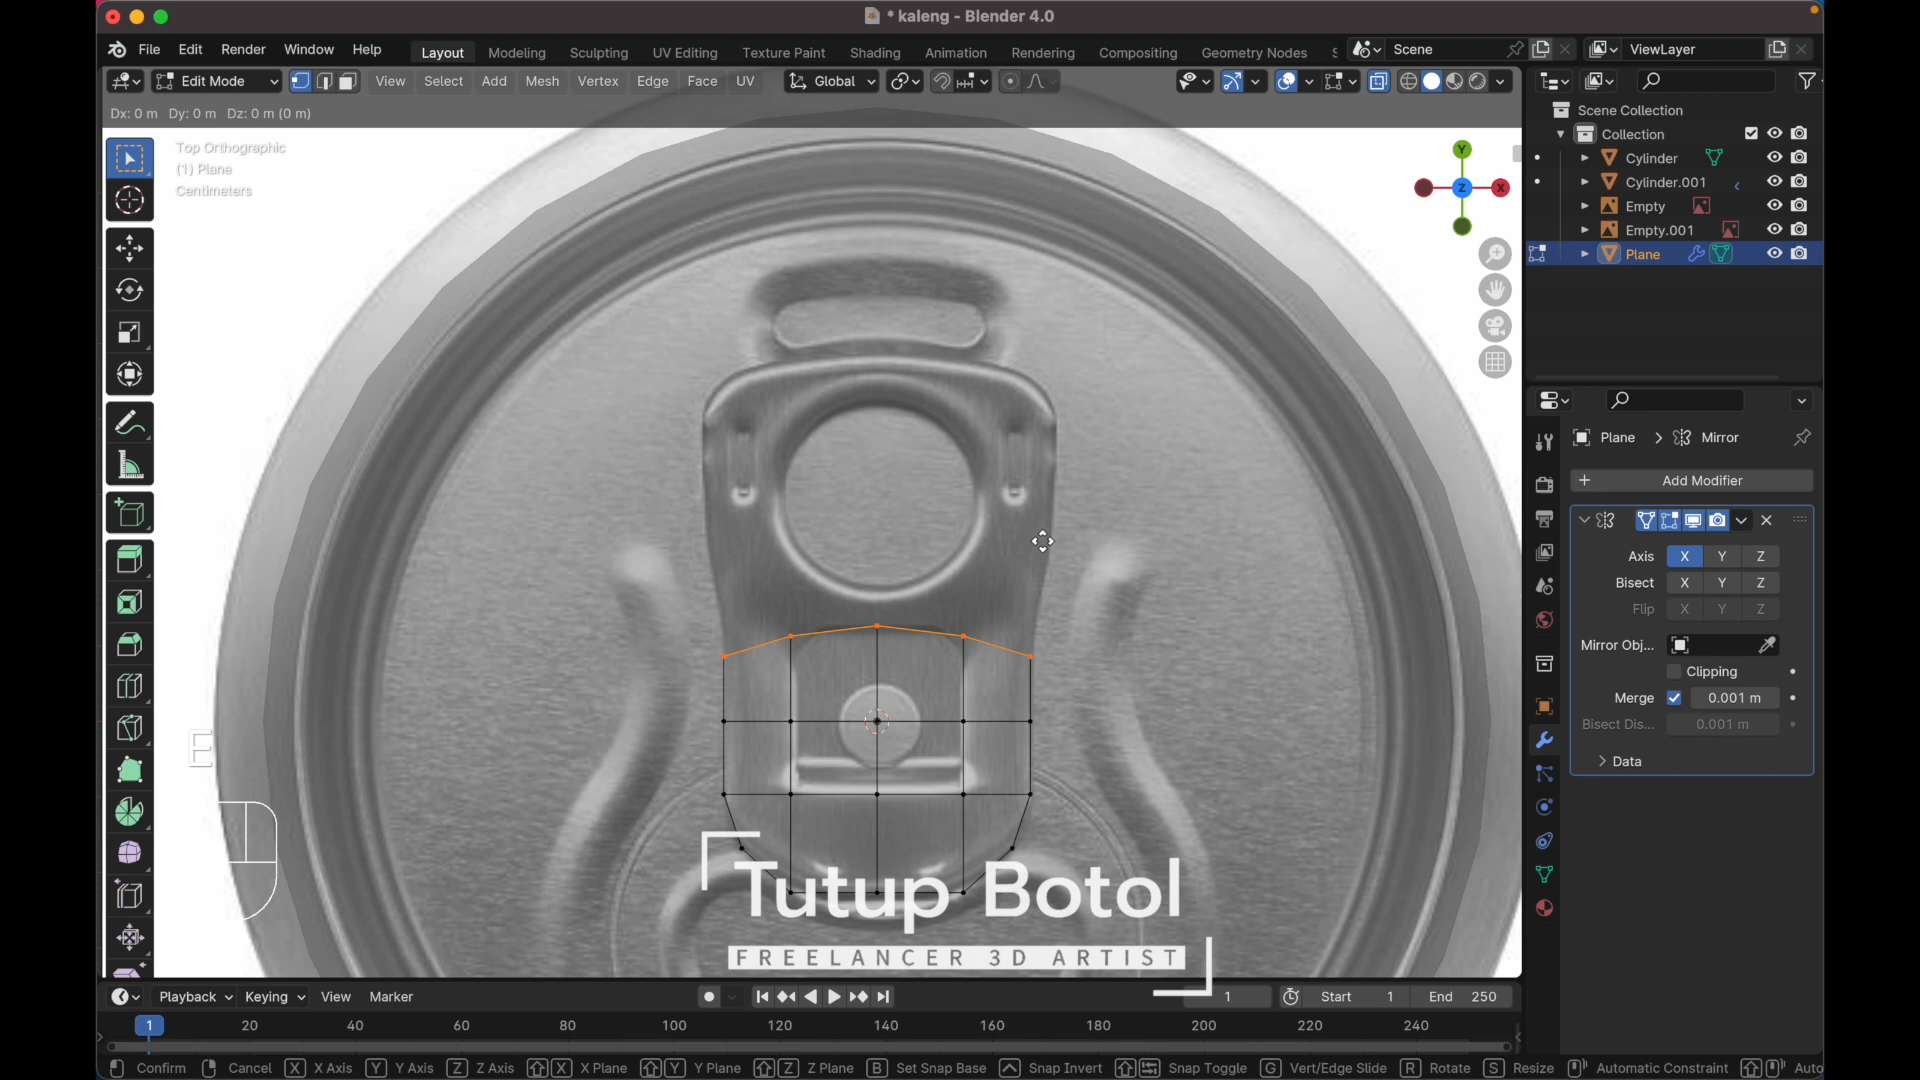 * kaleng - Blender 4.0
File Edit Render Window Help Layout Modeling Sculpting UV Editing Texture Paint Shading Animation Rendering Compositing Geometry Nodes S Scene ViewLayer
Edit Mode View Select Add Mesh Vertex Edge Face UV Global
Dx: 0 m Dy: 0 m Dz: 0 m (0 m)
Top Orthographic
(1) Plane
Centimeters
Y
X
Z
E
Scene Collection
Collection
Cylinder
Cylinder.001
Empty
Empty.001
Plane
Plane > Mirror
+ Add Modifier
Axis X Y Z
Bisect X Y Z
Flip X Y Z
Mirror Obj...
Clipping
Merge 0.001 m
Bisect Dis... 0.001 m
Data
Tutup Botol
FREELANCER 3D ARTIST
Playback Keying View Marker 1 Start 1 End 250
1 20 40 60 80 100 120 140 160 180 200 220 240
Confirm Cancel X X Axis Y Y Axis Z Z Axis X X Plane Y Y Plane Z Z Plane B Set Snap Base Snap Invert Snap Toggle G Vert/Edge Slide R Rotate S Resize Automatic Constraint Auto